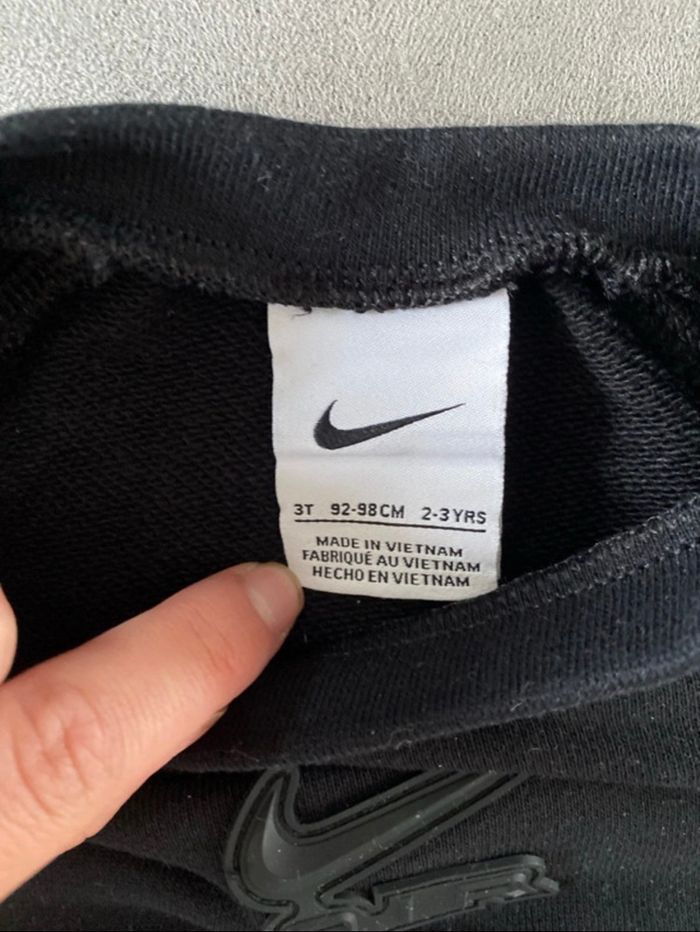 3T 92-98CM 2-3YRS
MADE IN VIETNAM
FABRIQUÉ AU VIETNAM
HECHO EN VIETNAM